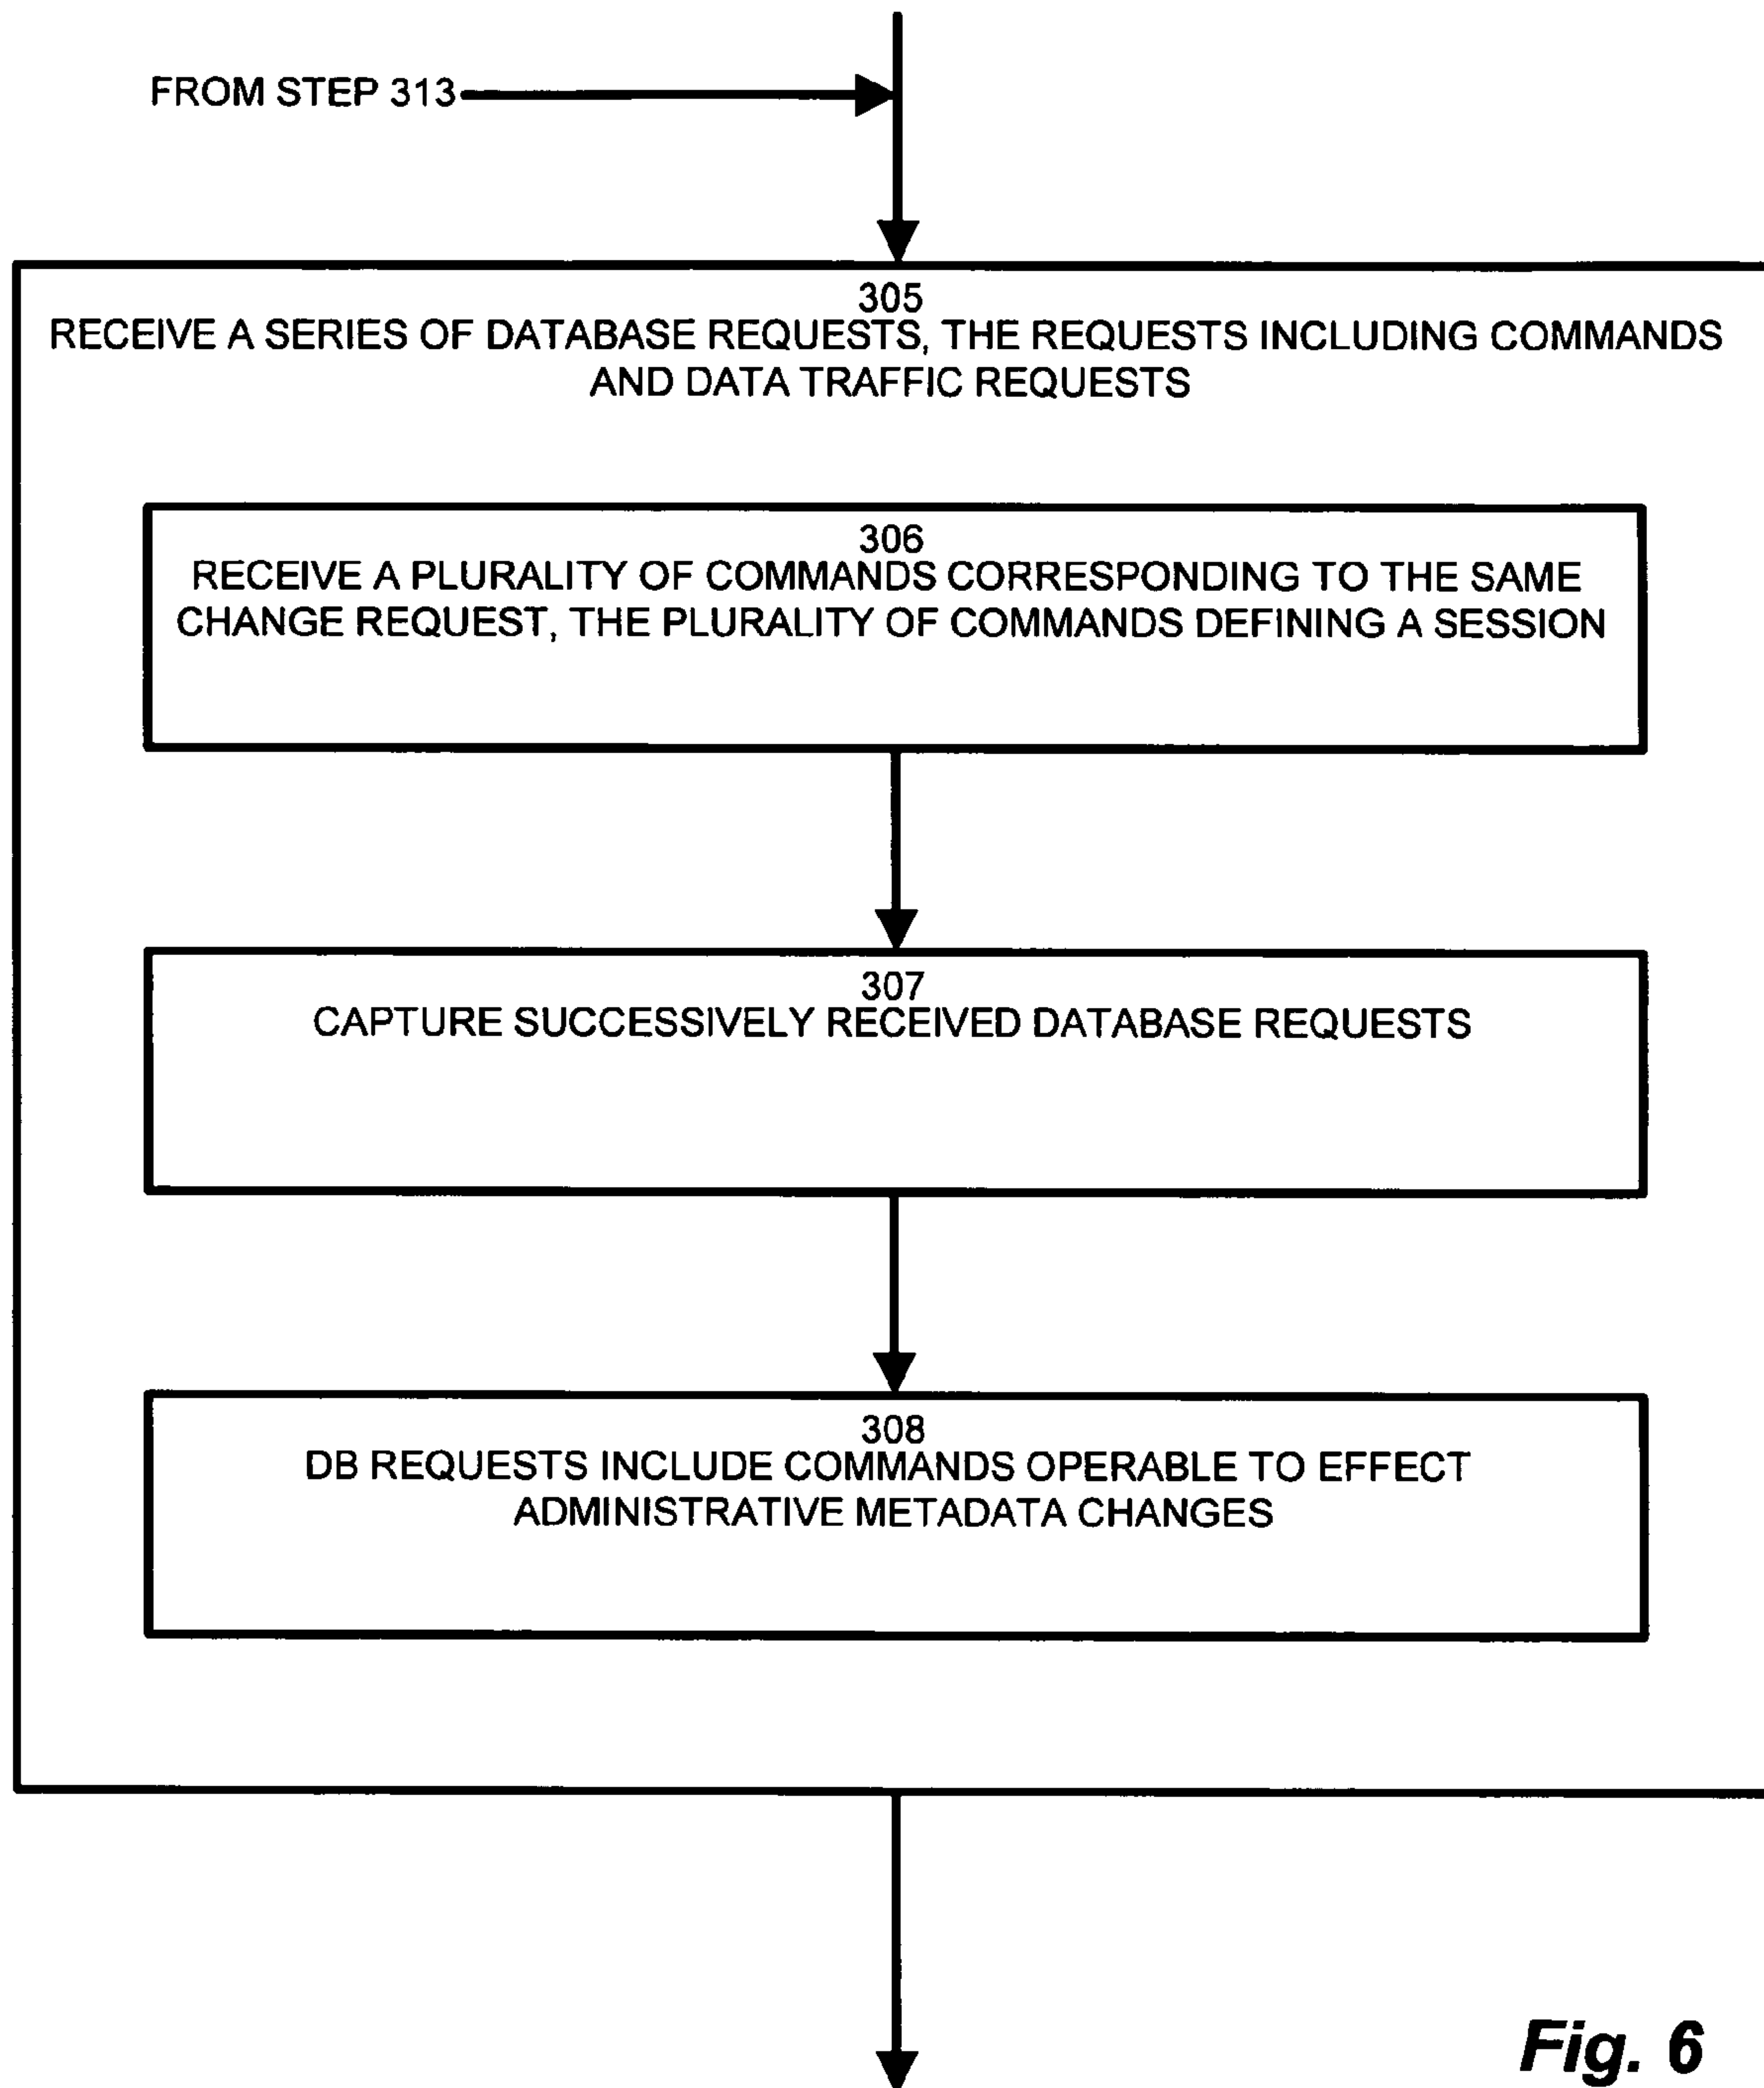 FROM STEP 313
305
RECEIVE A SERIES OF DATABASE REQUESTS, THE REQUESTS INCLUDING COMMANDS
AND DATA TRAFFIC REQUESTS
306
RECEIVE A PLURALITY OF COMMANDS CORRESPONDING TO THE SAME
CHANGE REQUEST, THE PLURALITY OF COMMANDS DEFINING A SESSION
307
CAPTURE SUCCESSIVELY RECEIVED DATABASE REQUESTS
308
DB REQUESTS INCLUDE COMMANDS OPERABLE TO EFFECT
ADMINISTRATIVE METADATA CHANGES
Fig. 6